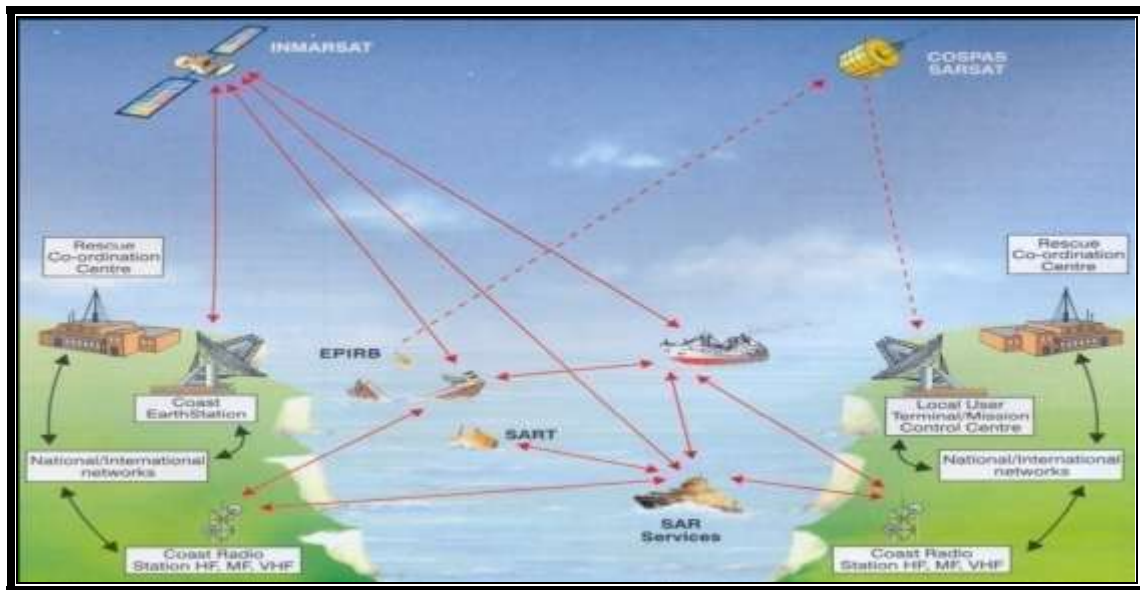 INMARSAT
COSPAS
SARSAT
Rescue
Co-ordination
Centre
Rescue
Co-ordination
Centre
EPIRB
Coast
EarthStation
Local User
Terminal/Mission
Control Centre
SART
National/International
networks
National/International
networks
SAR
Services
Coast Radio
Station HF, MF, VHF
Coast Radio
Station HF, MF, VHF